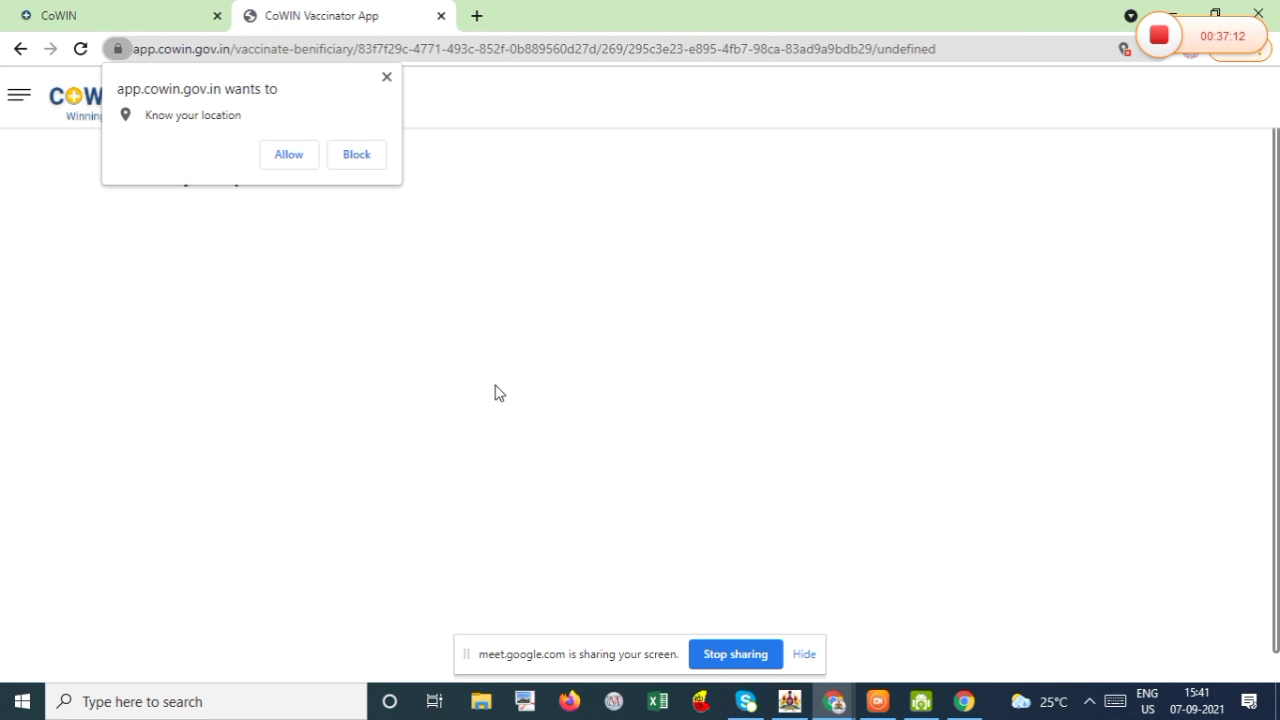 CoWIN
CoWIN Vaccinator App
00:37:12
app.cowin.gov.in/vaccinate-benificiary/83f7f29c-4771-493c-852f-0b889560d27d/269/295c3e23-e895-4fb7-98ca-83ad9a9bdb29/undefined
app.cowin.gov.in wants to
Know your location
Allow
Block
COW
Winning
meet.google.com is sharing your screen.
Stop sharing
Hide
Type here to search
25°C
ENG
US
15:41
07-09-2021